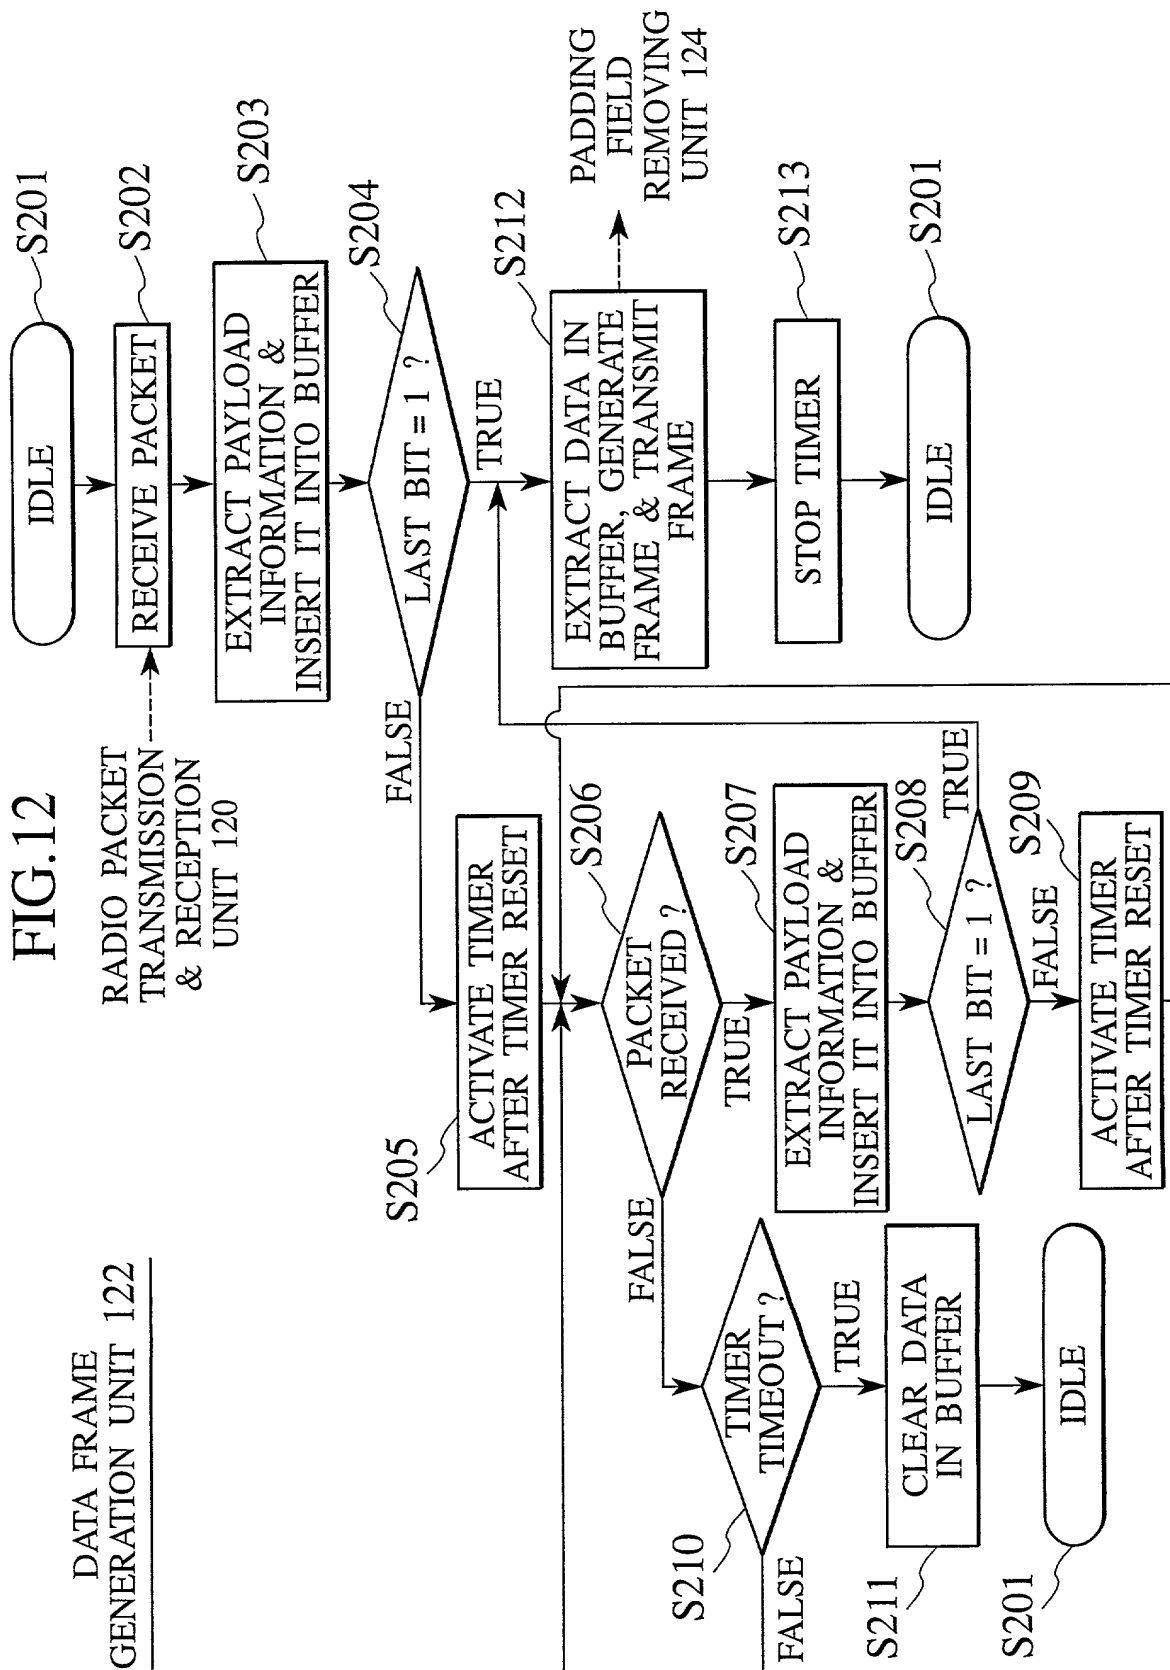 FIG.12
DATA FRAME
GENERATION UNIT 122
IDLE
S201
RADIO PACKET
TRANSMISSION
& RECEPTION
UNIT 120
RECEIVE PACKET
S202
EXTRACT PAYLOAD
INFORMATION &
INSERT IT INTO BUFFER
S203
LAST BIT = 1 ?
S204
FALSE
TRUE
S205
ACTIVATE TIMER
AFTER TIMER RESET
PACKET
RECEIVED ?
S206
FALSE
TRUE
EXTRACT PAYLOAD
INFORMATION &
INSERT IT INTO BUFFER
S207
LAST BIT = 1 ?
S208
TRUE
FALSE
ACTIVATE TIMER
AFTER TIMER RESET
S209
TIMER
TIMEOUT ?
S210
FALSE
TRUE
CLEAR DATA
IN BUFFER
S211
IDLE
S201
EXTRACT DATA IN
BUFFER, GENERATE
FRAME & TRANSMIT
FRAME
S212
PADDING
FIELD
REMOVING
UNIT 124
STOP TIMER
S213
IDLE
S201